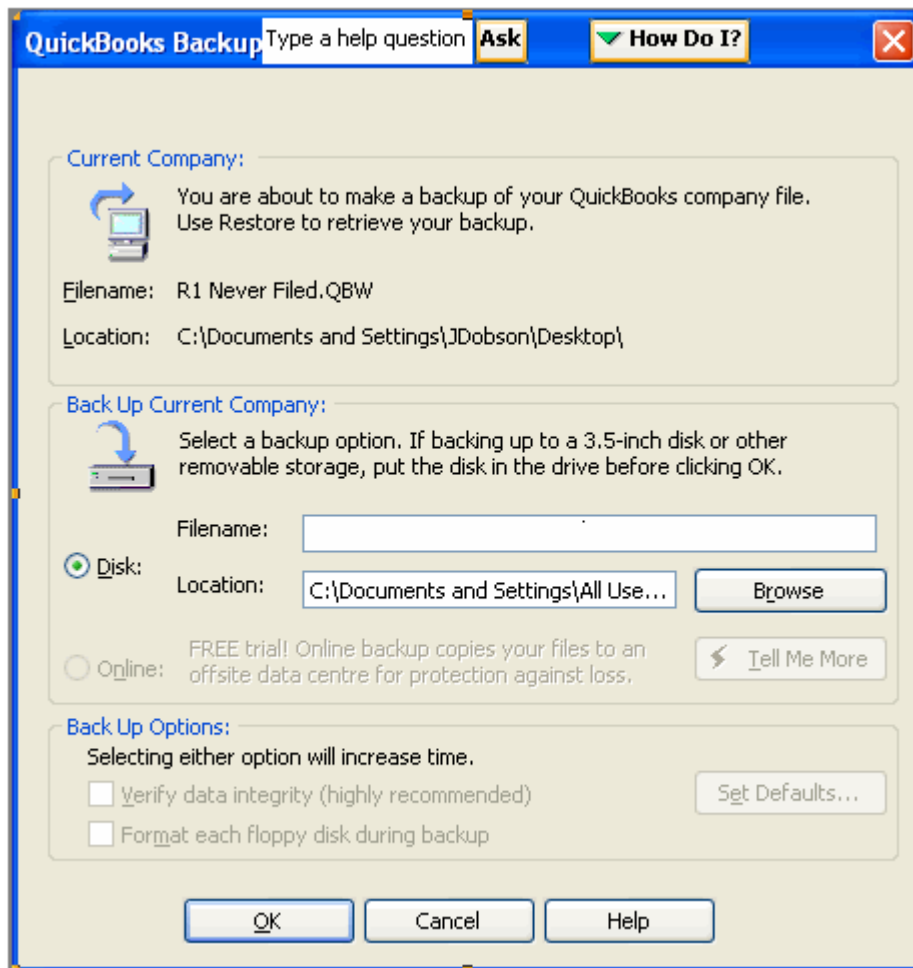 QuickBooks Backup Type a help question Ask How Do I?
Current Company:
You are about to make a backup of your QuickBooks company file.
Use Restore to retrieve your backup.
Filename: R1 Never Filed.QBW
Location: C:\Documents and Settings\JDobson\Desktop\
Back Up Current Company:
Select a backup option. If backing up to a 3.5-inch disk or other
removable storage, put the disk in the drive before clicking OK.
Filename:
Disk:
Location: C:\Documents and Settings\All Use... Browse
FREE trial! Online backup copies your files to an
Online: offsite data centre for protection against loss. Tell Me More
Back Up Options:
Selecting either option will increase time.
Verify data integrity (highly recommended) Set Defaults...
Format each floppy disk during backup
OK Cancel Help